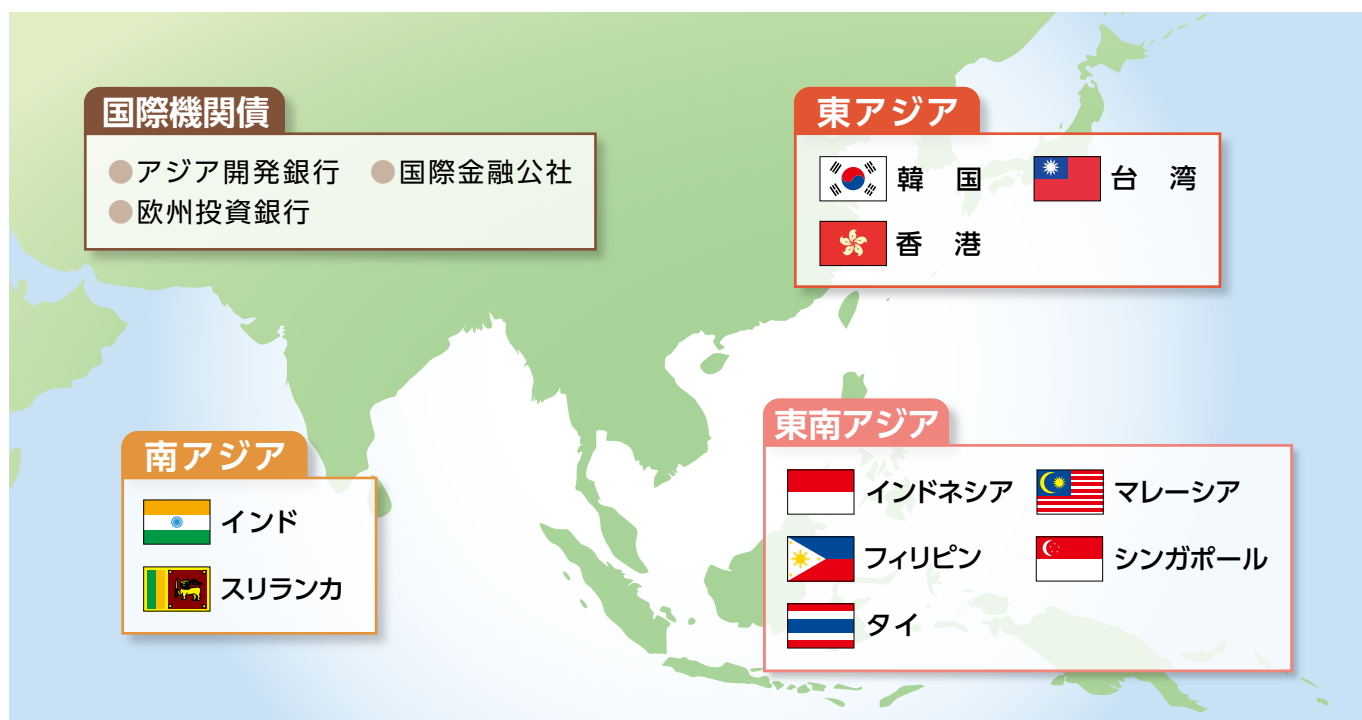 国際機関債
●アジア開発銀行 ●国際金融公社
●欧州投資銀行
東アジア
韓 国 台 湾
香 港
南アジア
インド
スリランカ
東南アジア
インドネシア マレーシア
フィリピン シンガポール
タイ